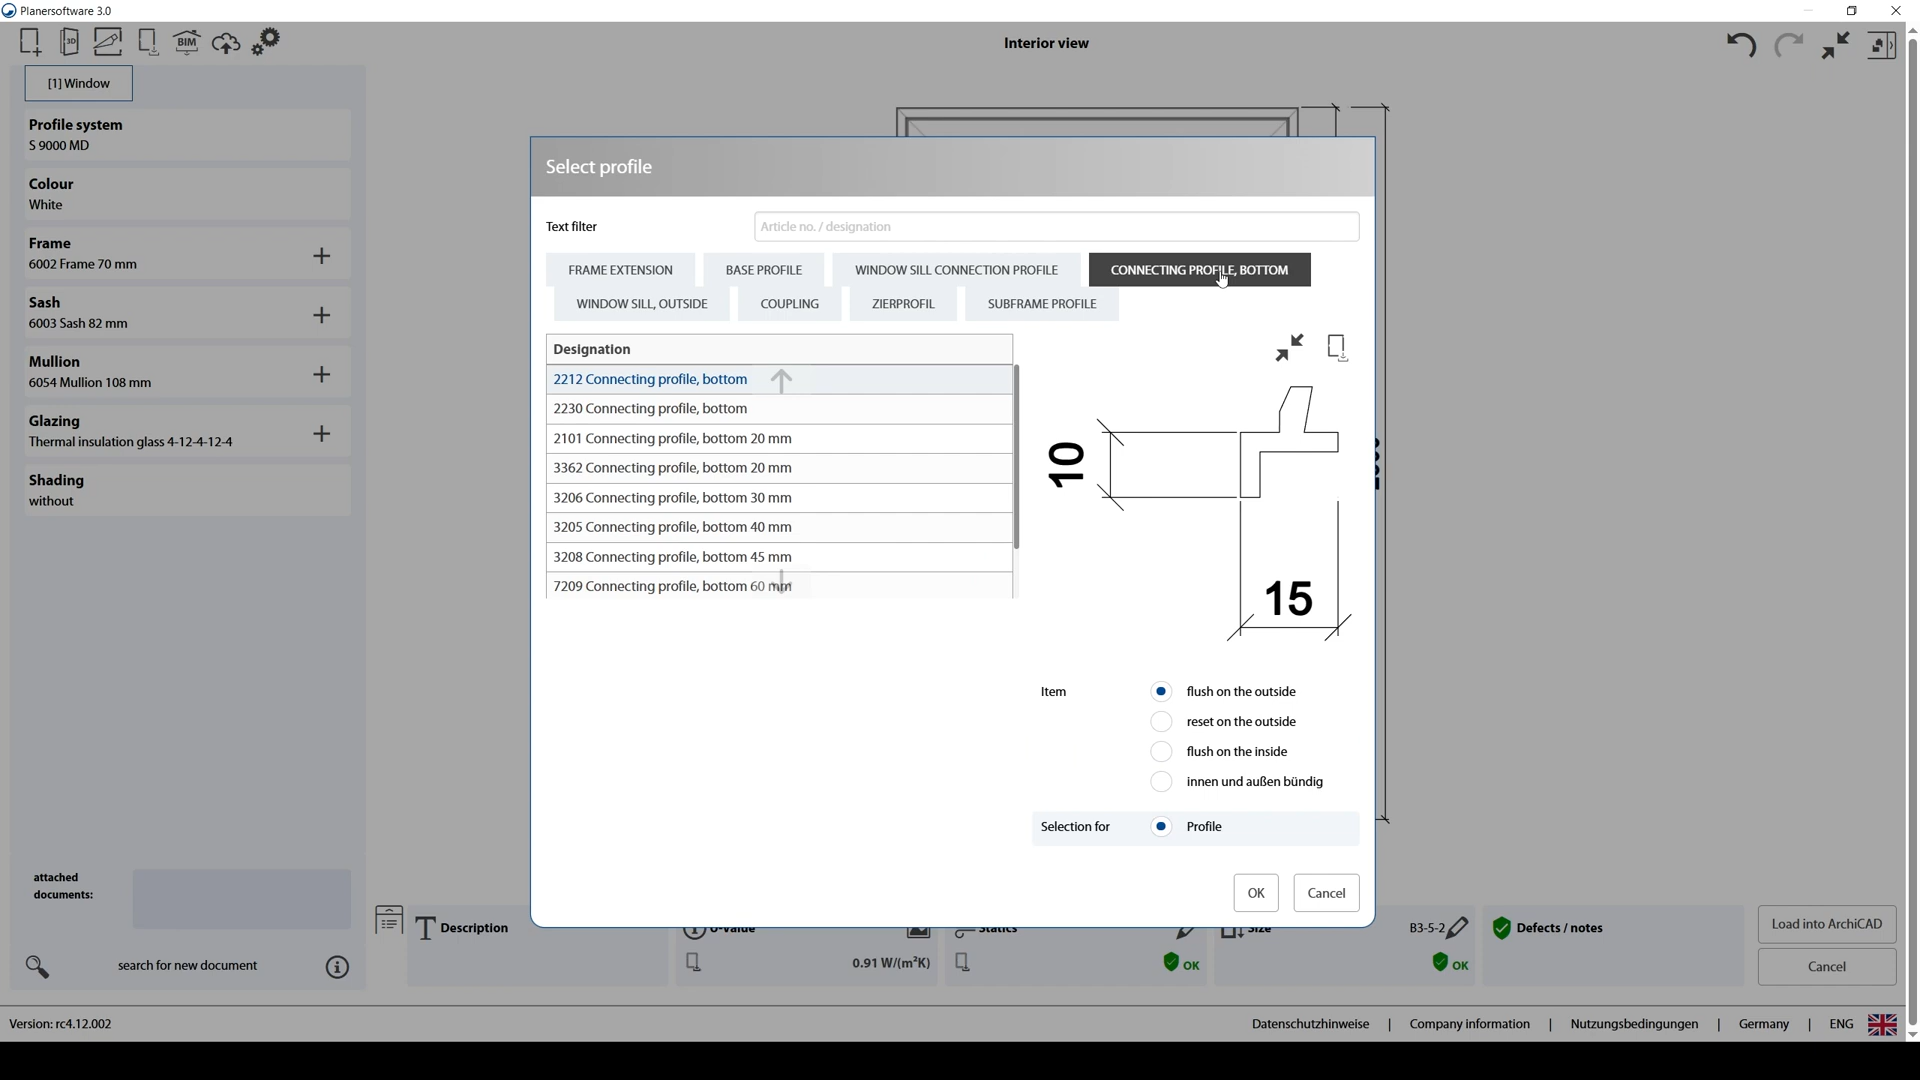 Planersoftware 3.0
3D
BIM
Interior view
[1] Window
Profile system
S 9000 MD
Colour
White
Frame
6002 Frame 70 mm
Sash
6003 Sash 82 mm
Mullion
6054 Mullion 108 mm
Glazing
Thermal insulation glass 4-12-4-12-4
Shading
without
Select profile
Text filter
Article no. / designation
FRAME EXTENSION BASE PROFILE WINDOW SILL CONNECTION PROFILE CONNECTING PROFILE, BOTTOM
WINDOW SILL, OUTSIDE COUPLING ZIERPROFIL SUBFRAME PROFILE
Designation
2212 Connecting profile, bottom
2230 Connecting profile, bottom
2101 Connecting profile, bottom 20 mm
3362 Connecting profile, bottom 20 mm
3206 Connecting profile, bottom 30 mm
3205 Connecting profile, bottom 40 mm
3208 Connecting profile, bottom 45 mm
7209 Connecting profile, bottom 60 mm
10
15
Item
flush on the outside
reset on the outside
flush on the inside
innen und außen bündig
Selection for Profile
OK Cancel
attached
documents:
search for new document
Description
U-value
0.91 W/(m²K)
Statics
OK
Size
B3-5-2
OK
Defects / notes
Load into ArchiCAD
Cancel
Version: rc4.12.002
Datenschutzhinweise | Company information | Nutzungsbedingungen | Germany | ENG